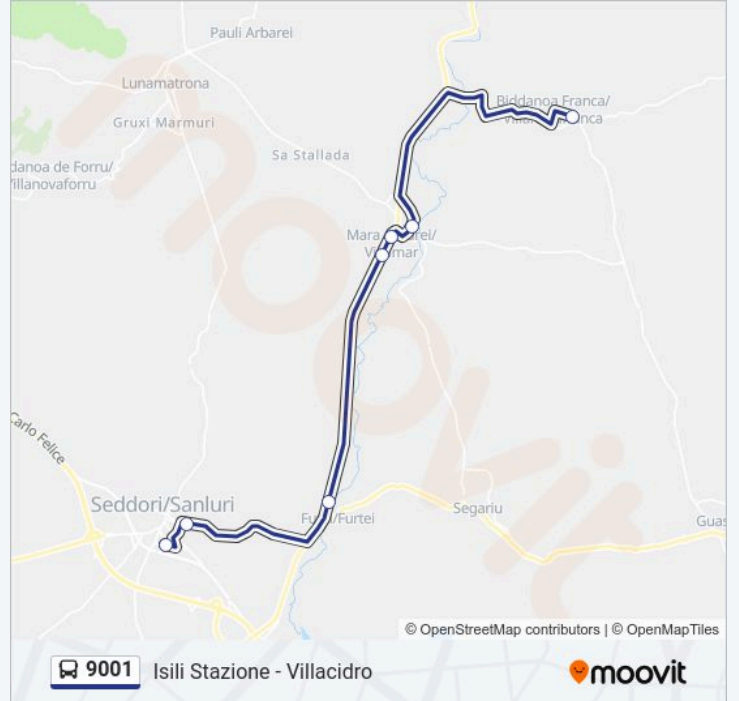 Pauli Arbarei
Lunamatrona
Gruxi Marmuri
Biddanoa Franca/
Sa Stallada
danoa de Forru/
Villanovaforru
Mara
Carlo Felice
Seddori/Sanluri
Segariu
Furtei
Guas
© OpenStreetMap contributors | © OpenMapTiles
9001 Isili Stazione - Villacidro
moovit